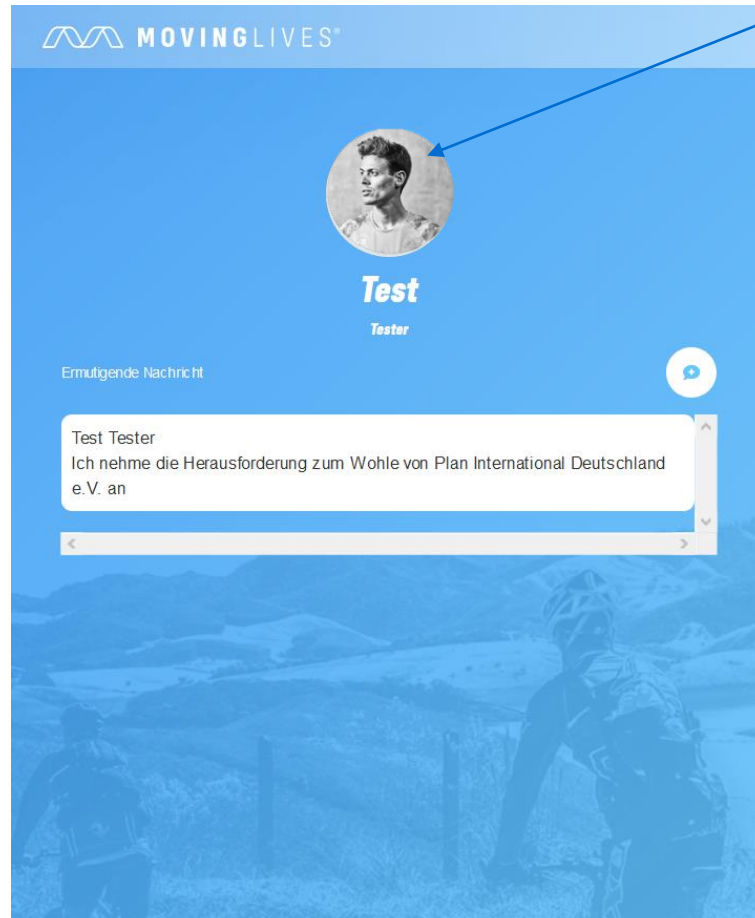 MOVINGLIVES®
Test
Tester
Ermutigende Nachricht
Test Tester
Ich nehme die Herausforderung zum Wohle von Plan International Deutschland
e.V. an